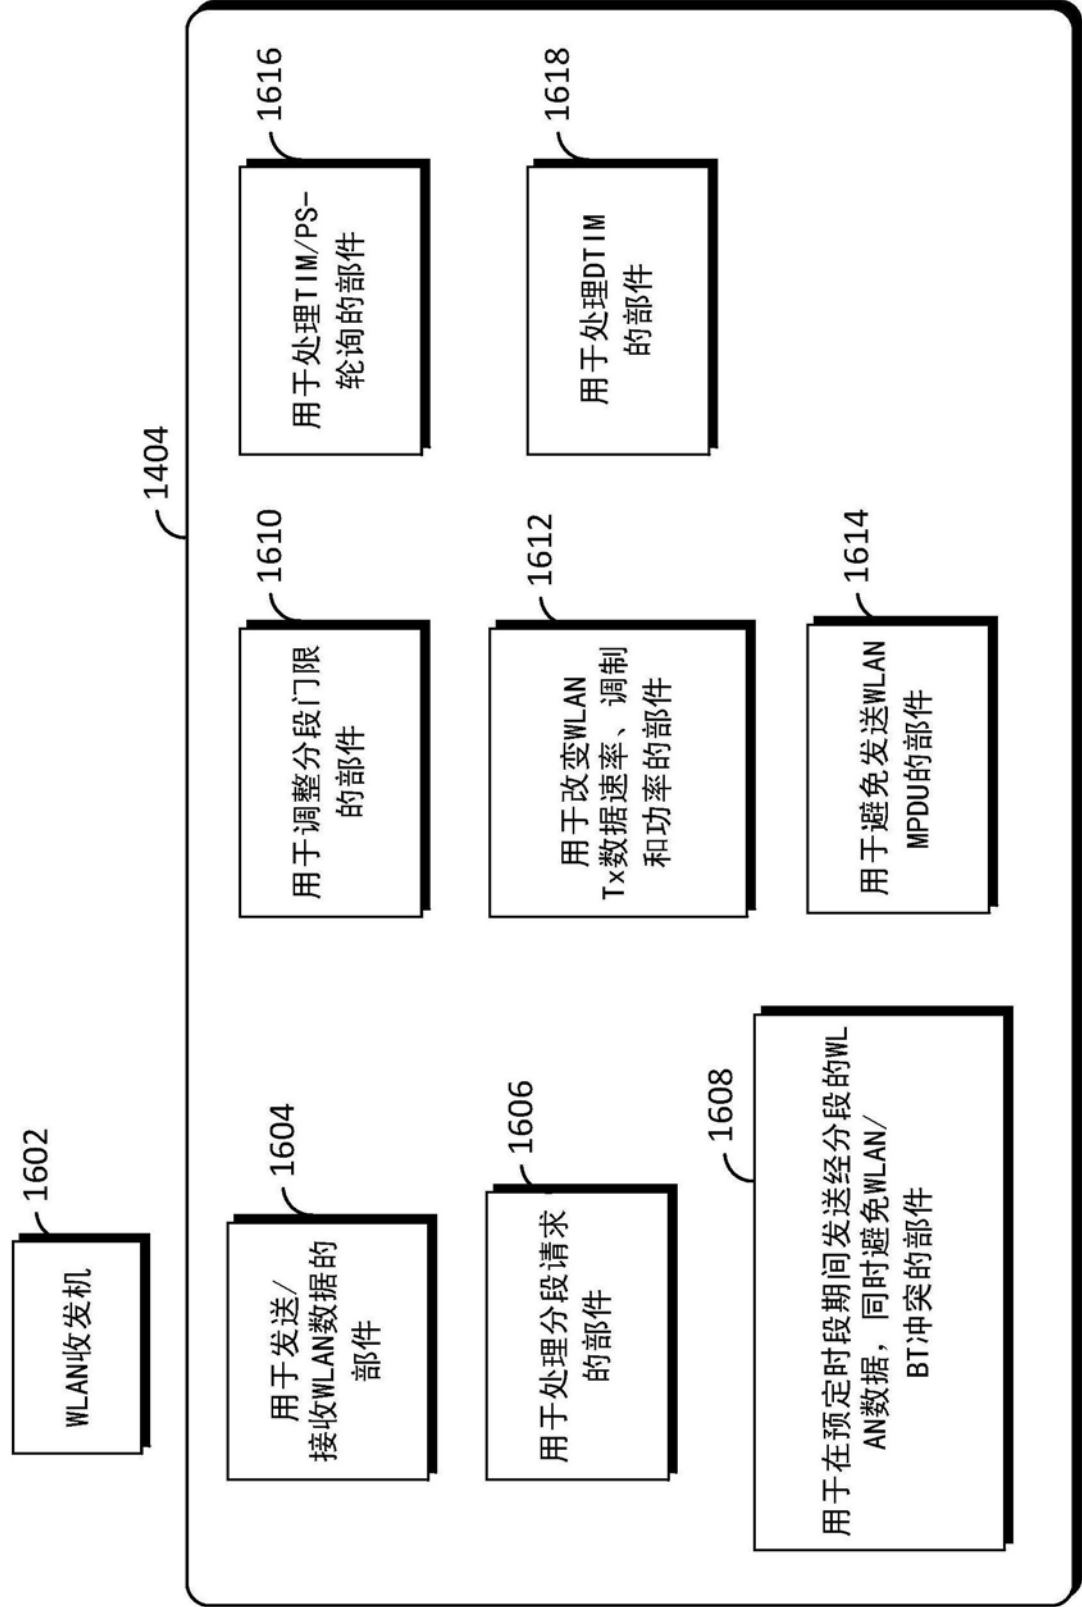 1602
WLAN收发机
1404
1604
用于发送/
接收WLAN数据的
部件
1606
用于处理分段请求
的部件
1608
用于在预定时段期间发送经分段的WL
AN数据，同时避免WLAN/
BT冲突的部件
1610
用于调整分段门限
的部件
1612
用于改变WLAN
Tx数据速率、调制
和功率的部件
1614
用于避免发送WLAN
MPDU的部件
1616
用于处理TIM/PS-
轮询的部件
1618
用于处理DTIM
的部件